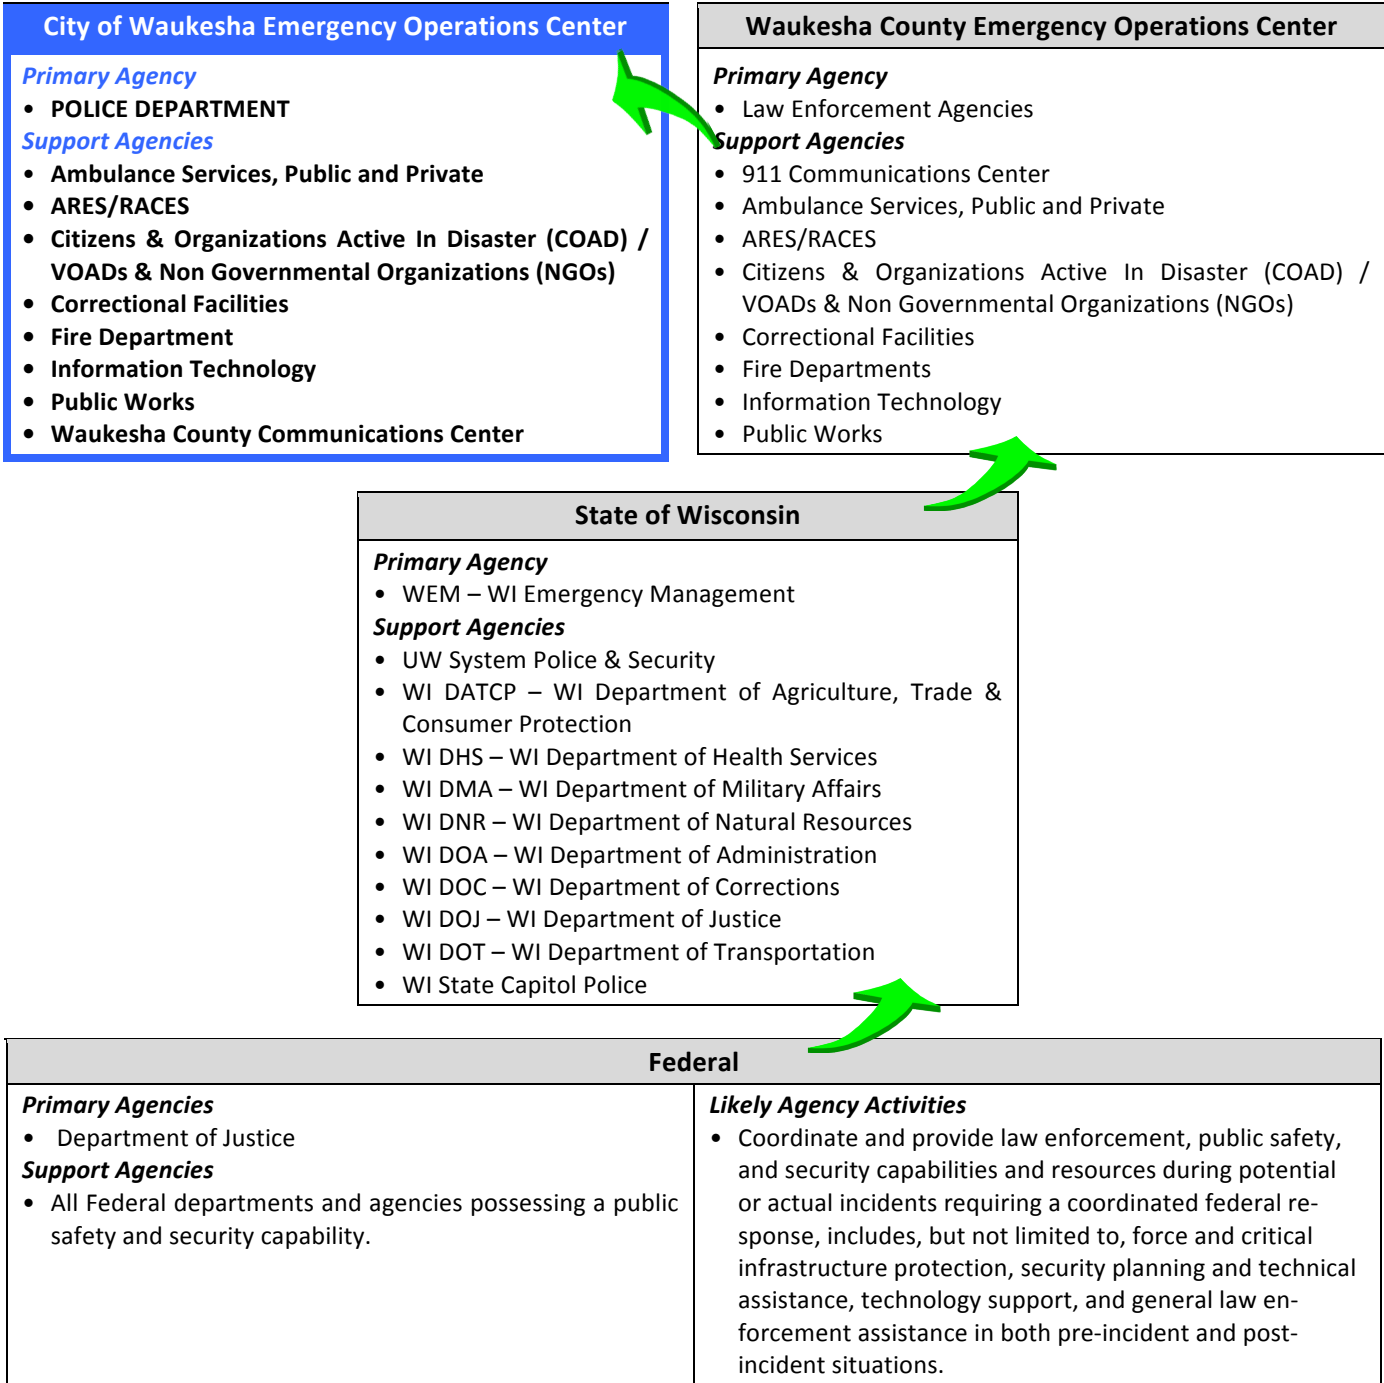 City of Waukesha Emergency Operations Center
Primary Agency
• POLICE DEPARTMENT
Support Agencies
• Ambulance Services, Public and Private
• ARES/RACES
• Citizens & Organizations Active In Disaster (COAD) /
VOADs & Non Governmental Organizations (NGOs)
• Correctional Facilities
• Fire Department
• Information Technology
• Public Works
• Waukesha County Communications Center
Waukesha County Emergency Operations Center
Primary Agency
• Law Enforcement Agencies
Support Agencies
• 911 Communications Center
• Ambulance Services, Public and Private
• ARES/RACES
• Citizens & Organizations Active In Disaster (COAD) /
VOADs & Non Governmental Organizations (NGOs)
• Correctional Facilities
• Fire Departments
• Information Technology
• Public Works
State of Wisconsin
Primary Agency
• WEM – WI Emergency Management
Support Agencies
• UW System Police & Security
• WI DATCP – WI Department of Agriculture, Trade &
Consumer Protection
• WI DHS – WI Department of Health Services
• WI DMA – WI Department of Military Affairs
• WI DNR – WI Department of Natural Resources
• WI DOA – WI Department of Administration
• WI DOC – WI Department of Corrections
• WI DOJ – WI Department of Justice
• WI DOT – WI Department of Transportation
• WI State Capitol Police
Federal
Primary Agencies
• Department of Justice
Support Agencies
• All Federal departments and agencies possessing a public
safety and security capability.
Likely Agency Activities
• Coordinate and provide law enforcement, public safety,
and security capabilities and resources during potential
or actual incidents requiring a coordinated federal re-
sponse, includes, but not limited to, force and critical
infrastructure protection, security planning and technical
assistance, technology support, and general law en-
forcement assistance in both pre-incident and post-
incident situations.